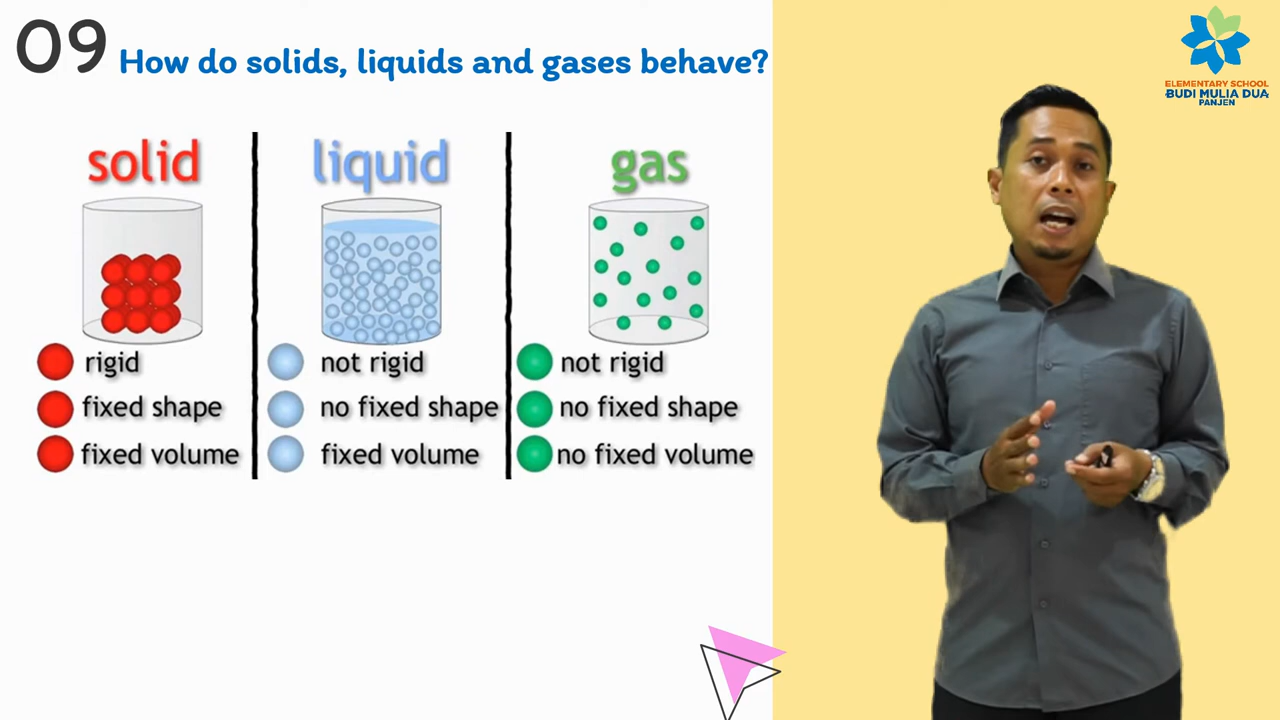 09 How do solids, liquids and gases behave?
ELEMENTARY SCHOOL
BUDI MULIA DUA
PANJEN
solid
rigid
fixed shape
fixed volume
liquid
not rigid
no fixed shape
fixed volume
gas
not rigid
no fixed shape
no fixed volume